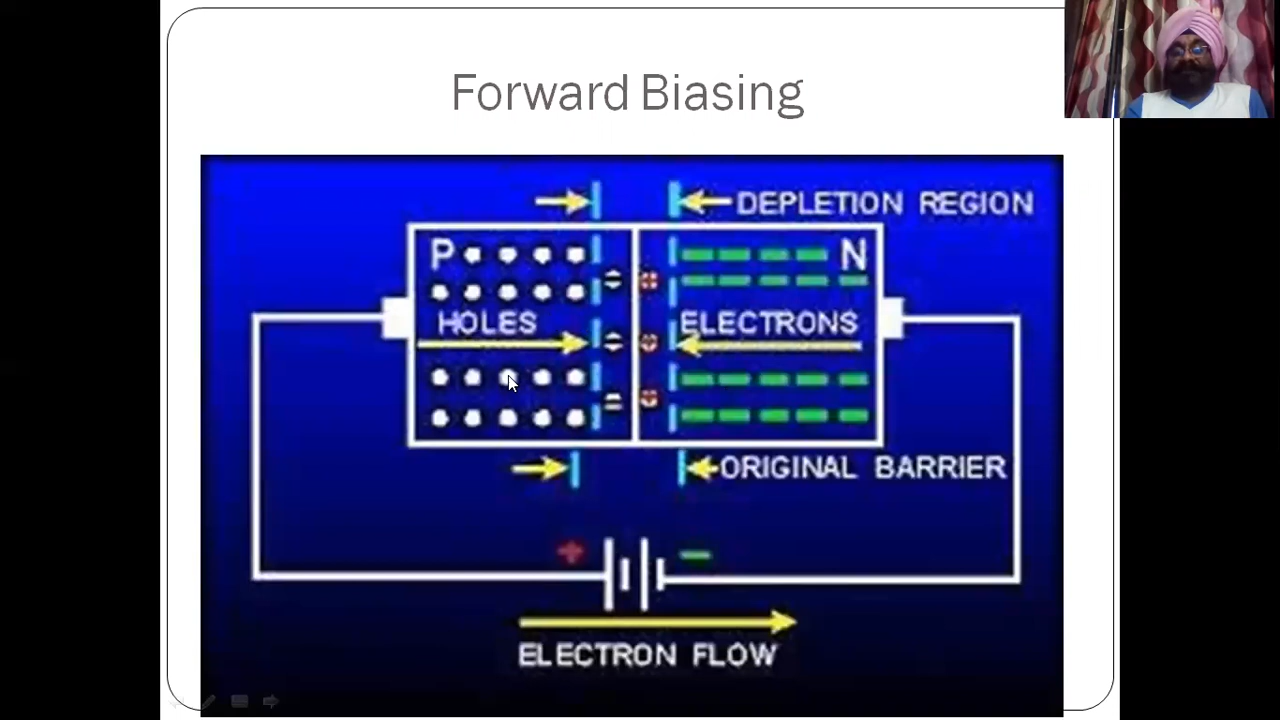 Forward Biasing
DEPLETION REGION
P
N
HOLES
ELECTRONS
ORIGINAL BARRIER
+ −
ELECTRON FLOW